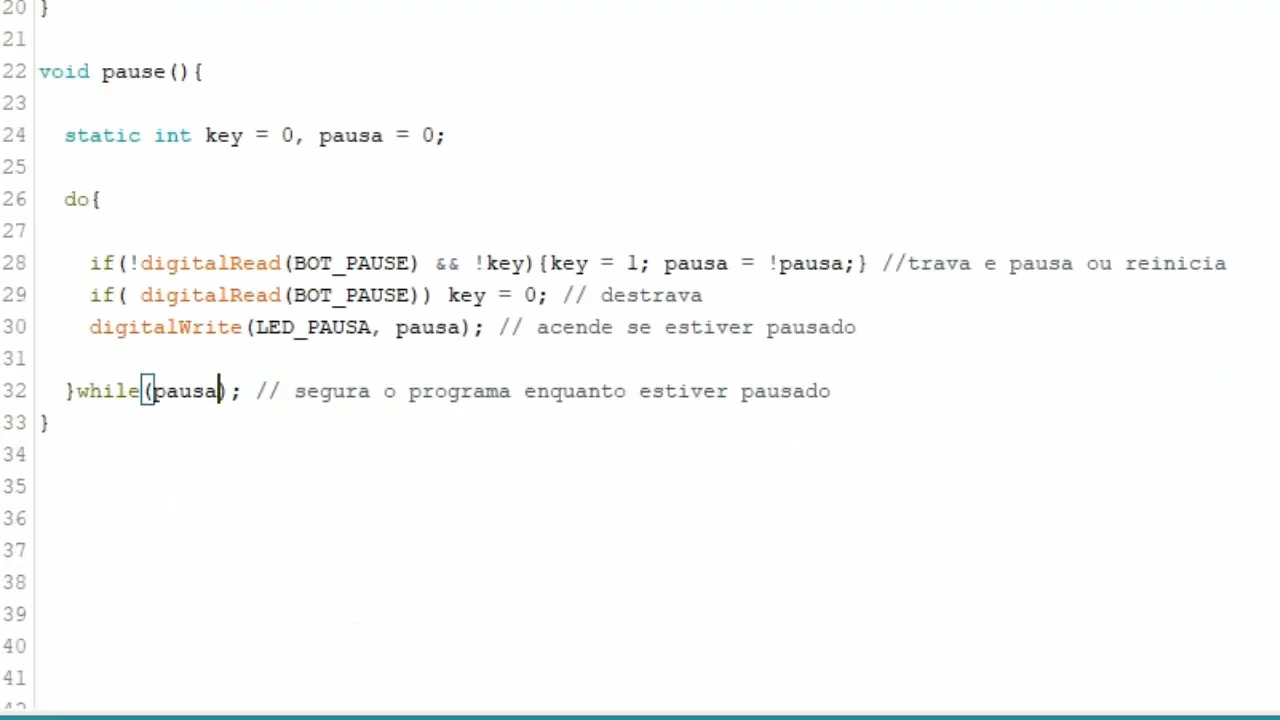 20 }
21
22 void pause(){
23
24 static int key = 0, pausa = 0;
25
26 do{
27
28 if(!digitalRead(BOT_PAUSE) && !key){key = 1; pausa = !pausa;} //trava e pausa ou reinicia
29 if( digitalRead(BOT_PAUSE)) key = 0; // destrava
30 digitalWrite(LED_PAUSA, pausa); // acende se estiver pausado
31
32 }while(pausa); // segura o programa enquanto estiver pausado
33 }
34
35
36
37
38
39
40
41